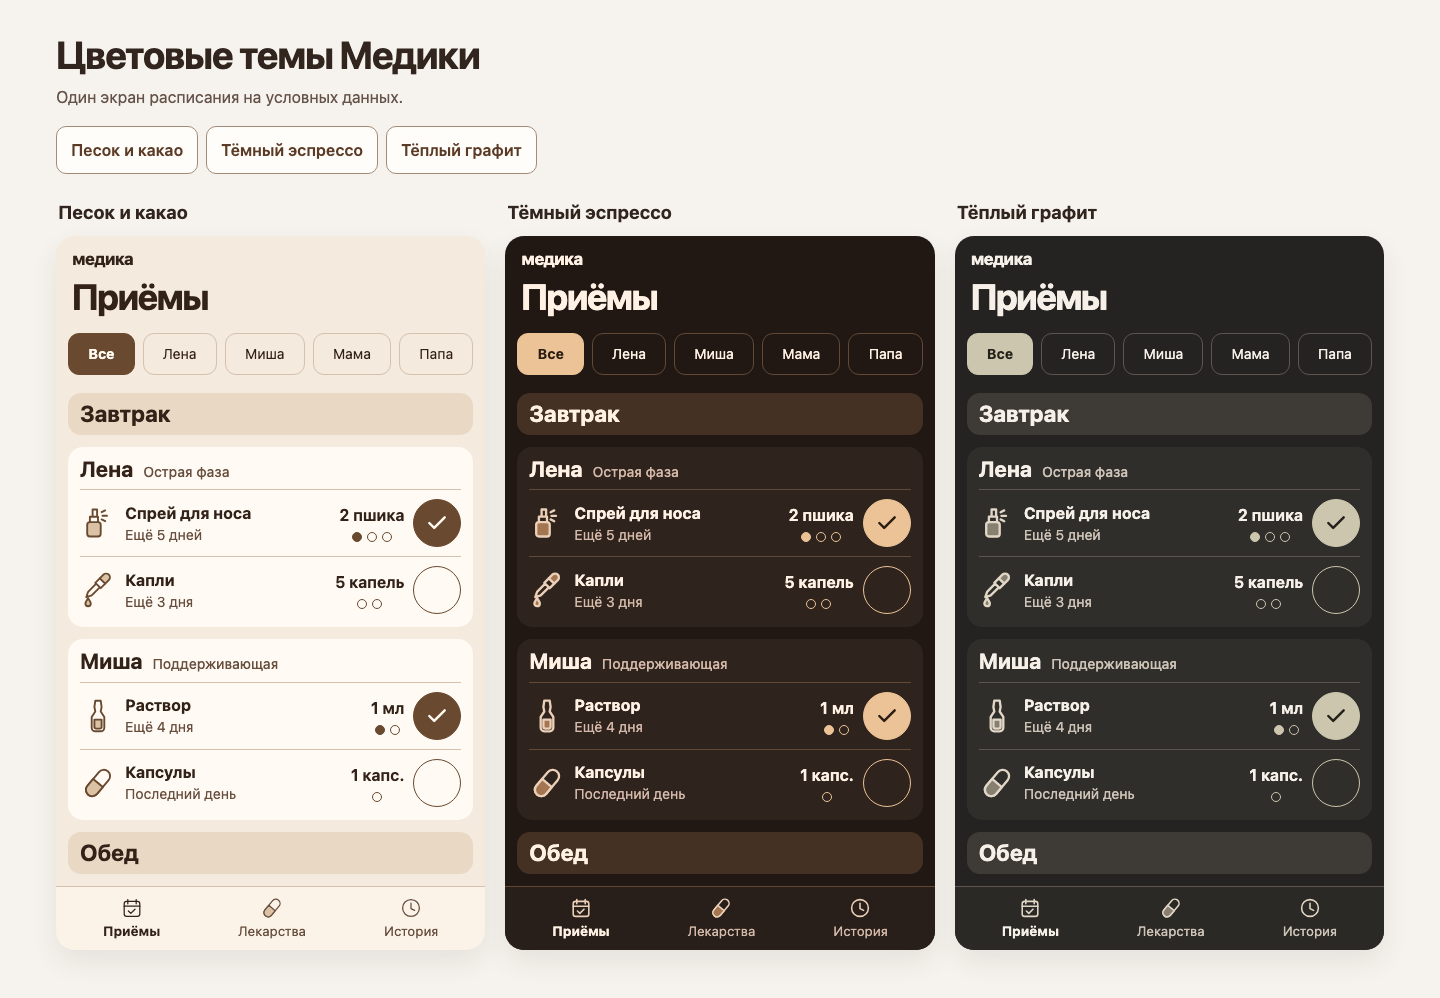 Цветовые темы Медики
Один экран расписания на условных данных.
Песок и какао
Тёмный эспрессо
Тёплый графит
Песок и какао
медика
Приёмы
Все
Лена
Миша
Мама
Папа
Завтрак
Лена Острая фаза
Спрей для носа
Ещё 5 дней
2 пшика
Капли
Ещё 3 дня
5 капель
Миша Поддерживающая
Раствор
Ещё 4 дня
1 мл
Капсулы
Последний день
1 капс.
Обед
Приёмы
Лекарства
История
Тёмный эспрессо
медика
Приёмы
Все
Лена
Миша
Мама
Папа
Завтрак
Лена Острая фаза
Спрей для носа
Ещё 5 дней
2 пшика
Капли
Ещё 3 дня
5 капель
Миша Поддерживающая
Раствор
Ещё 4 дня
1 мл
Капсулы
Последний день
1 капс.
Обед
Приёмы
Лекарства
История
Тёплый графит
медика
Приёмы
Все
Лена
Миша
Мама
Папа
Завтрак
Лена Острая фаза
Спрей для носа
Ещё 5 дней
2 пшика
Капли
Ещё 3 дня
5 капель
Миша Поддерживающая
Раствор
Ещё 4 дня
1 мл
Капсулы
Последний день
1 капс.
Обед
Приёмы
Лекарства
История